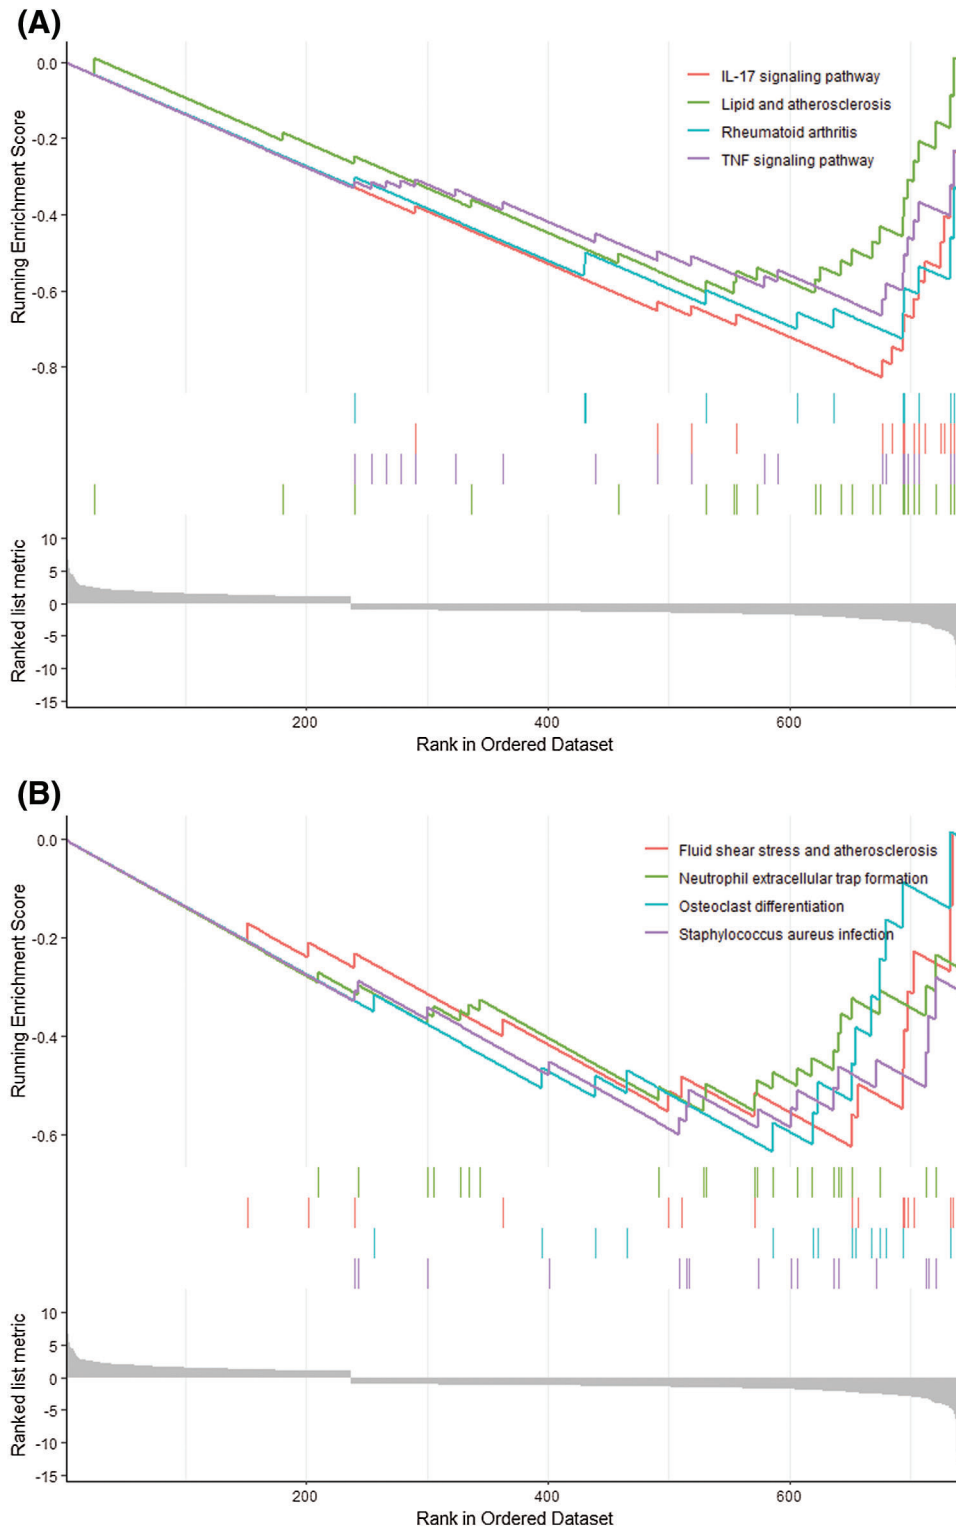 (A)
0.0
-0.2
-0.4
-0.6
-0.8
Running Enrichment Score
IL-17 signaling pathway
Lipid and atherosclerosis
Rheumatoid arthritis
TNF signaling pathway
10
5
0
-5
-10
-15
Ranked list metric
200 400 600
Rank in Ordered Dataset
(B)
0.0
-0.2
-0.4
-0.6
Running Enrichment Score
Fluid shear stress and atherosclerosis
Neutrophil extracellular trap formation
Osteoclast differentiation
Staphylococcus aureus infection
10
5
0
-5
-10
-15
Ranked list metric
200 400 600
Rank in Ordered Dataset